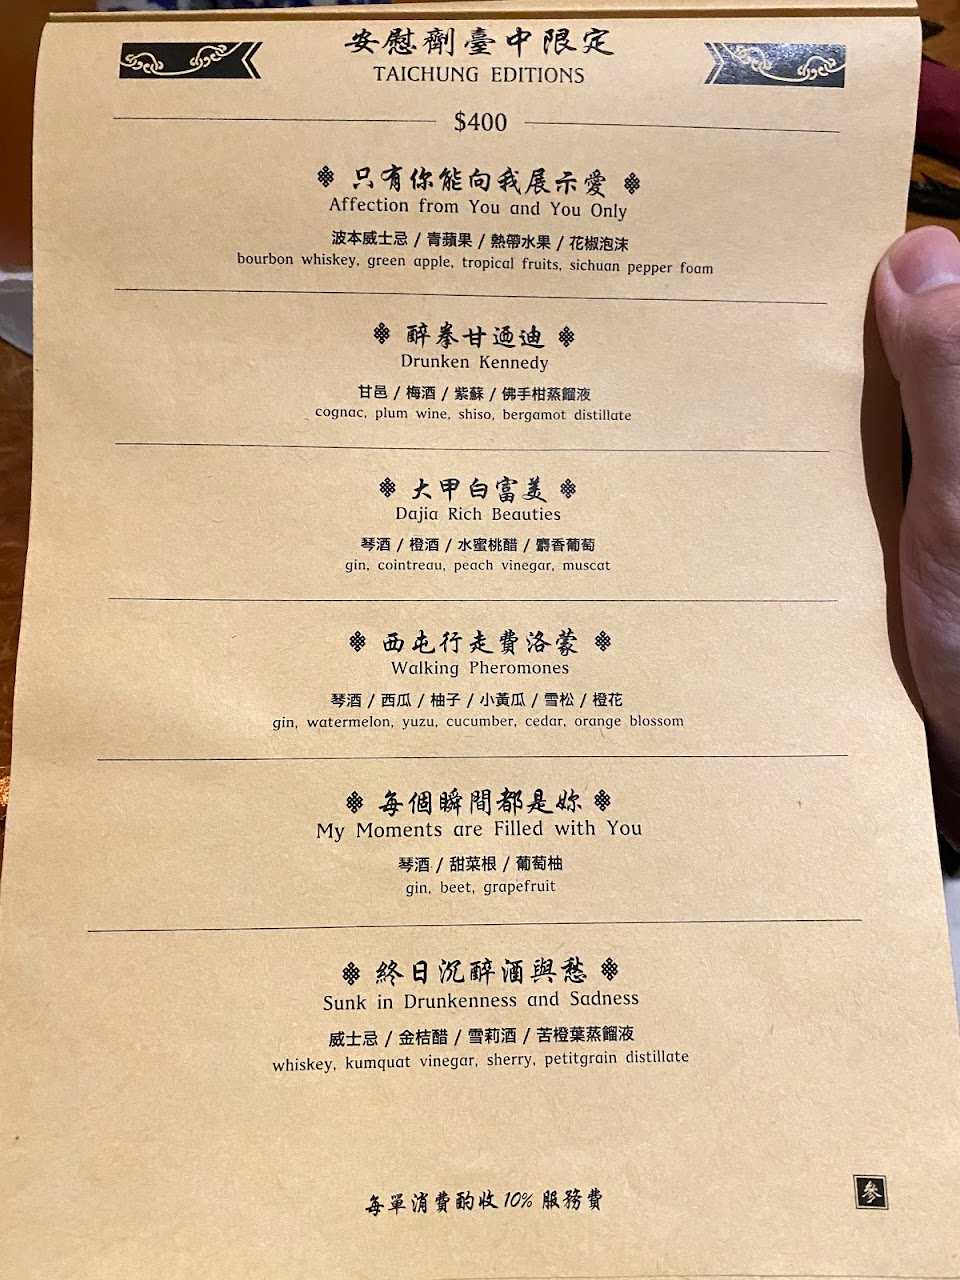 安慰劑臺中限定
TAICHUNG EDITIONS
$400
只有你能向我展示愛
Affection from You and You Only
波本威士忌 / 青蘋果 / 熱帶水果 / 花椒泡沫
bourbon whiskey, green apple, tropical fruits, sichuan pepper foam
醉拳甘迺迪
Drunken Kennedy
甘邑 / 梅酒 / 紫蘇 / 佛手柑蒸餾液
cognac, plum wine, shiso, bergamot distillate
大甲白富美
Dajia Rich Beauties
琴酒 / 橙酒 / 水蜜桃醋 / 麝香葡萄
gin, cointreau, peach vinegar, muscat
西屯行走費洛蒙
Walking Pheromones
琴酒 / 西瓜 / 柚子 / 小黃瓜 / 雪松 / 橙花
gin, watermelon, yuzu, cucumber, cedar, orange blossom
每個瞬間都是妳
My Moments are Filled with You
琴酒 / 甜菜根 / 葡萄柚
gin, beet, grapefruit
終日沉醉酒與愁
Sunk in Drunkenness and Sadness
威士忌 / 金桔醋 / 雪莉酒 / 苦橙葉蒸餾液
whiskey, kumquat vinegar, sherry, petitgrain distillate
每單消費酌收10% 服務費
參